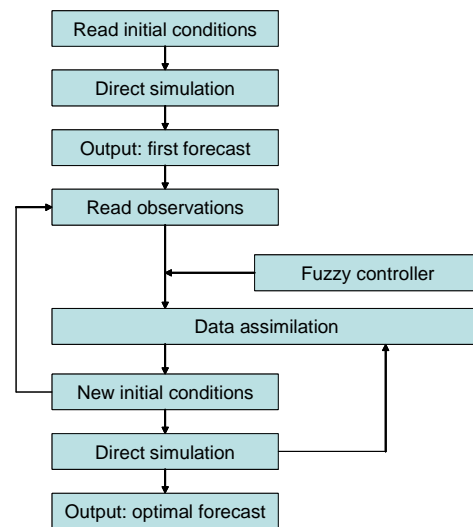 Read initial conditions
Direct simulation
Output: first forecast
Read observations
Fuzzy controller
Data assimilation
New initial conditions
Direct simulation
Output: optimal forecast